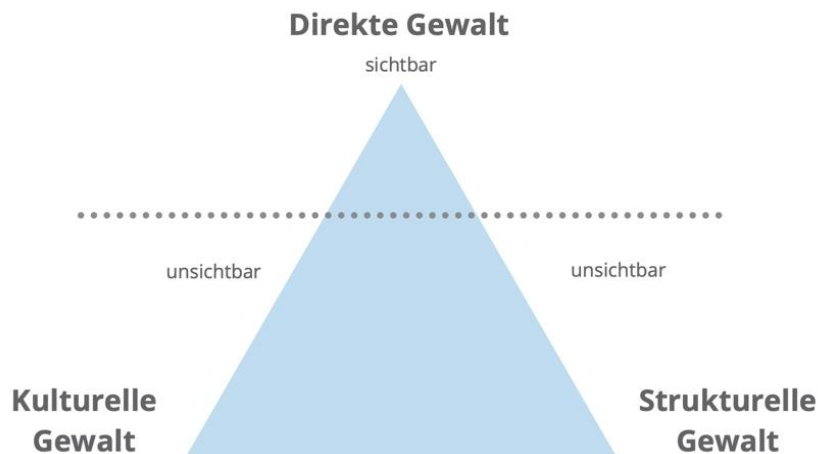 Direkte Gewalt
sichtbar
unsichtbar
unsichtbar
Kulturelle
Gewalt
Strukturelle
Gewalt